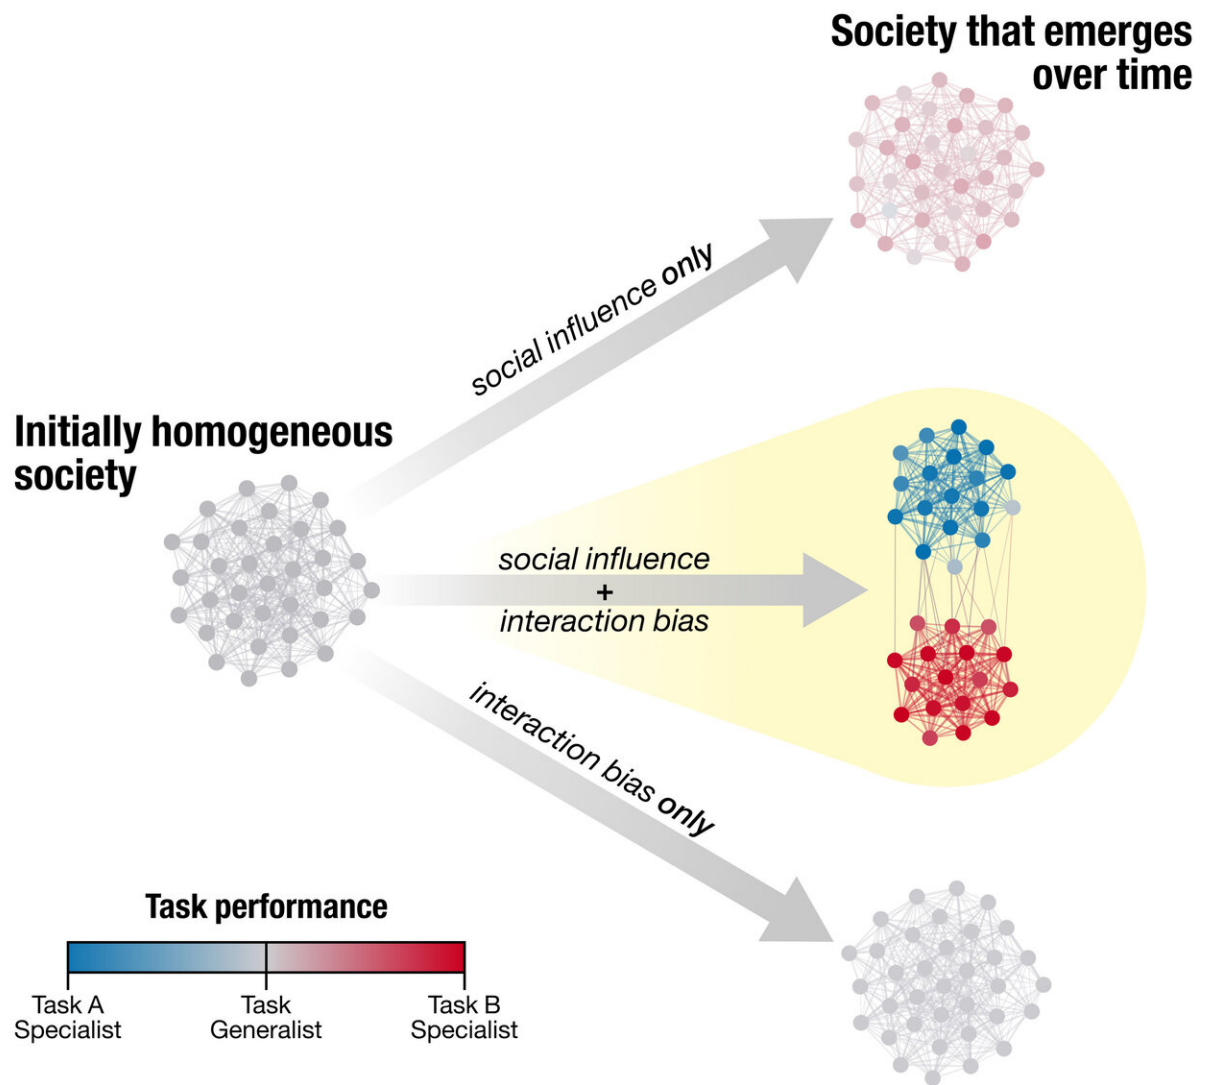 Society that emerges
over time
social influence only
Initially homogeneous
society
social influence
+
interaction bias
interaction bias only
Task performance
Task A
Specialist
Task
Generalist
Task B
Specialist